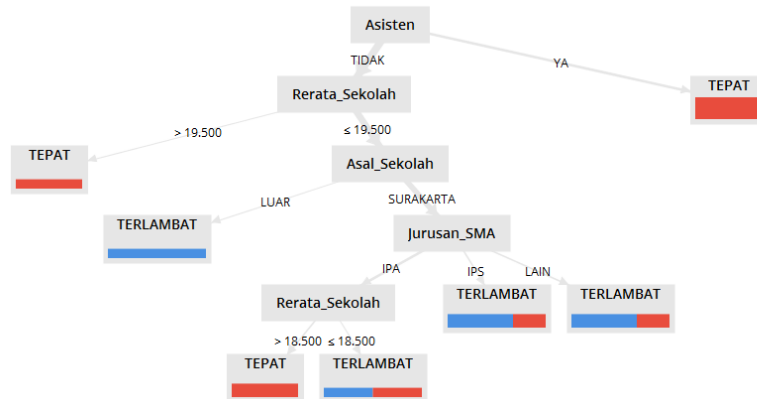 Asisten
TIDAK
YA
Rerata_Sekolah
TEPAT
> 19.500
≤ 19.500
TEPAT
Asal_Sekolah
LUAR
SURAKARTA
TERLAMBAT
Jurusan_SMA
IPA
IPS
LAIN
Rerata_Sekolah
TERLAMBAT
TERLAMBAT
> 18.500
≤ 18.500
TEPAT
TERLAMBAT